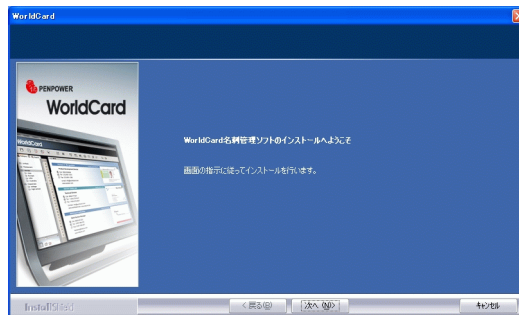 WorldCard
PENPOWER
WorldCard
WorldCard名刺管理ソフトのインストールへようこそ
画面の指示に従ってインストールを行います。
InstallShield
< 戻る(B)
次へ (N)>
キャンセル